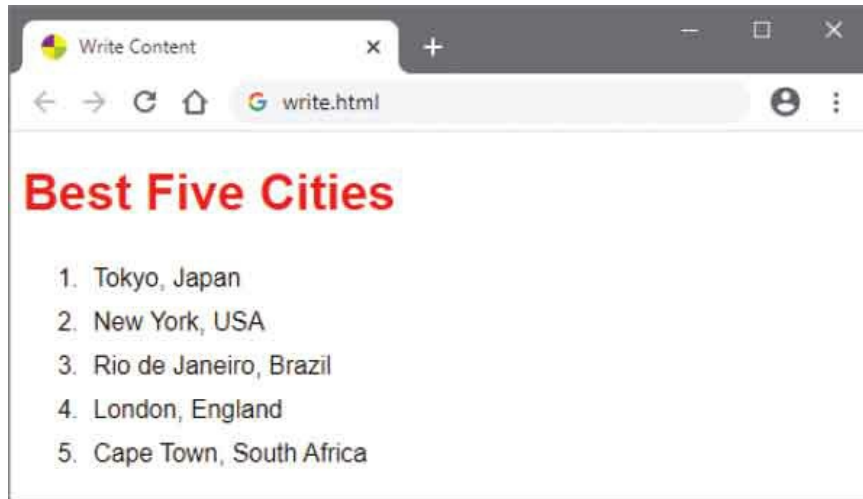 Write Content
write.html
Best Five Cities
1. Tokyo, Japan
2. New York, USA
3. Rio de Janeiro, Brazil
4. London, England
5. Cape Town, South Africa